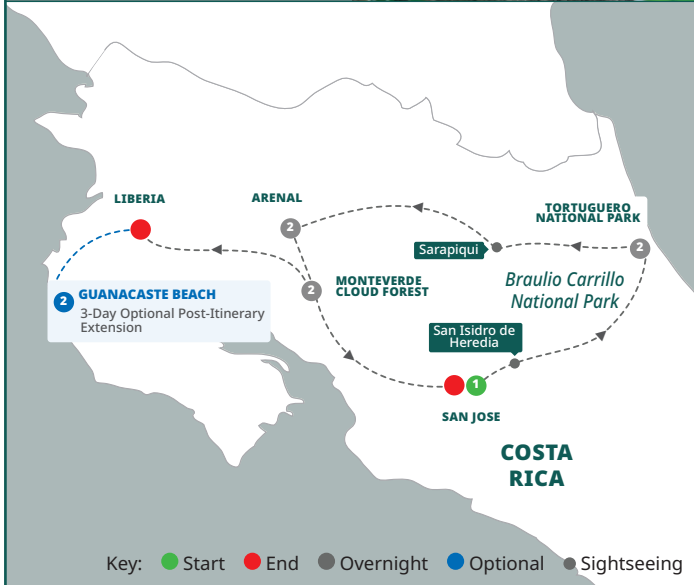 LIBERIA
ARENAL
TORTUGUERO
NATIONAL PARK
2
2
Sarapiqui
Braulio Carrillo
National Park
2
MONTEVERDE
CLOUD FOREST
2
GUANACASTE BEACH
3-Day Optional Post-Itinerary
Extension
San Isidro de
Heredia
1
SAN JOSE
COSTA
RICA
Key: Start End Overnight Optional Sightseeing